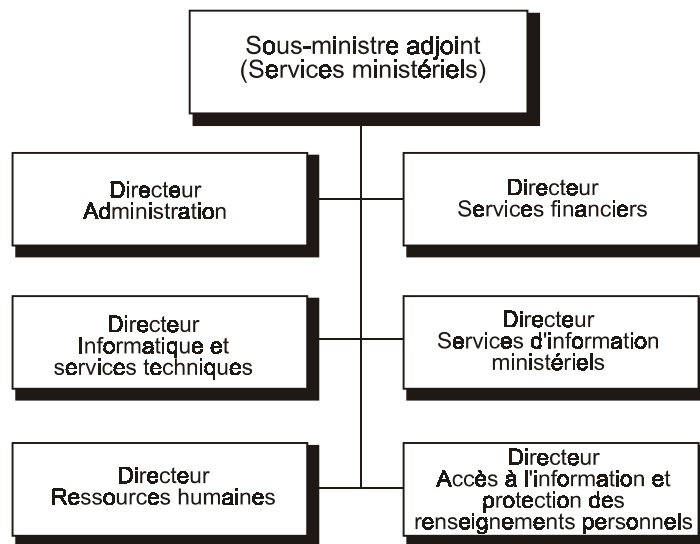 Sous-ministre adjoint
(Services ministériels)
Directeur
Administration
Directeur
Services financiers
Directeur
Informatique et
services techniques
Directeur
Services d'information
ministériels
Directeur
Ressources humaines
Directeur
Accès à l'information et
protection des
renseignements personnels